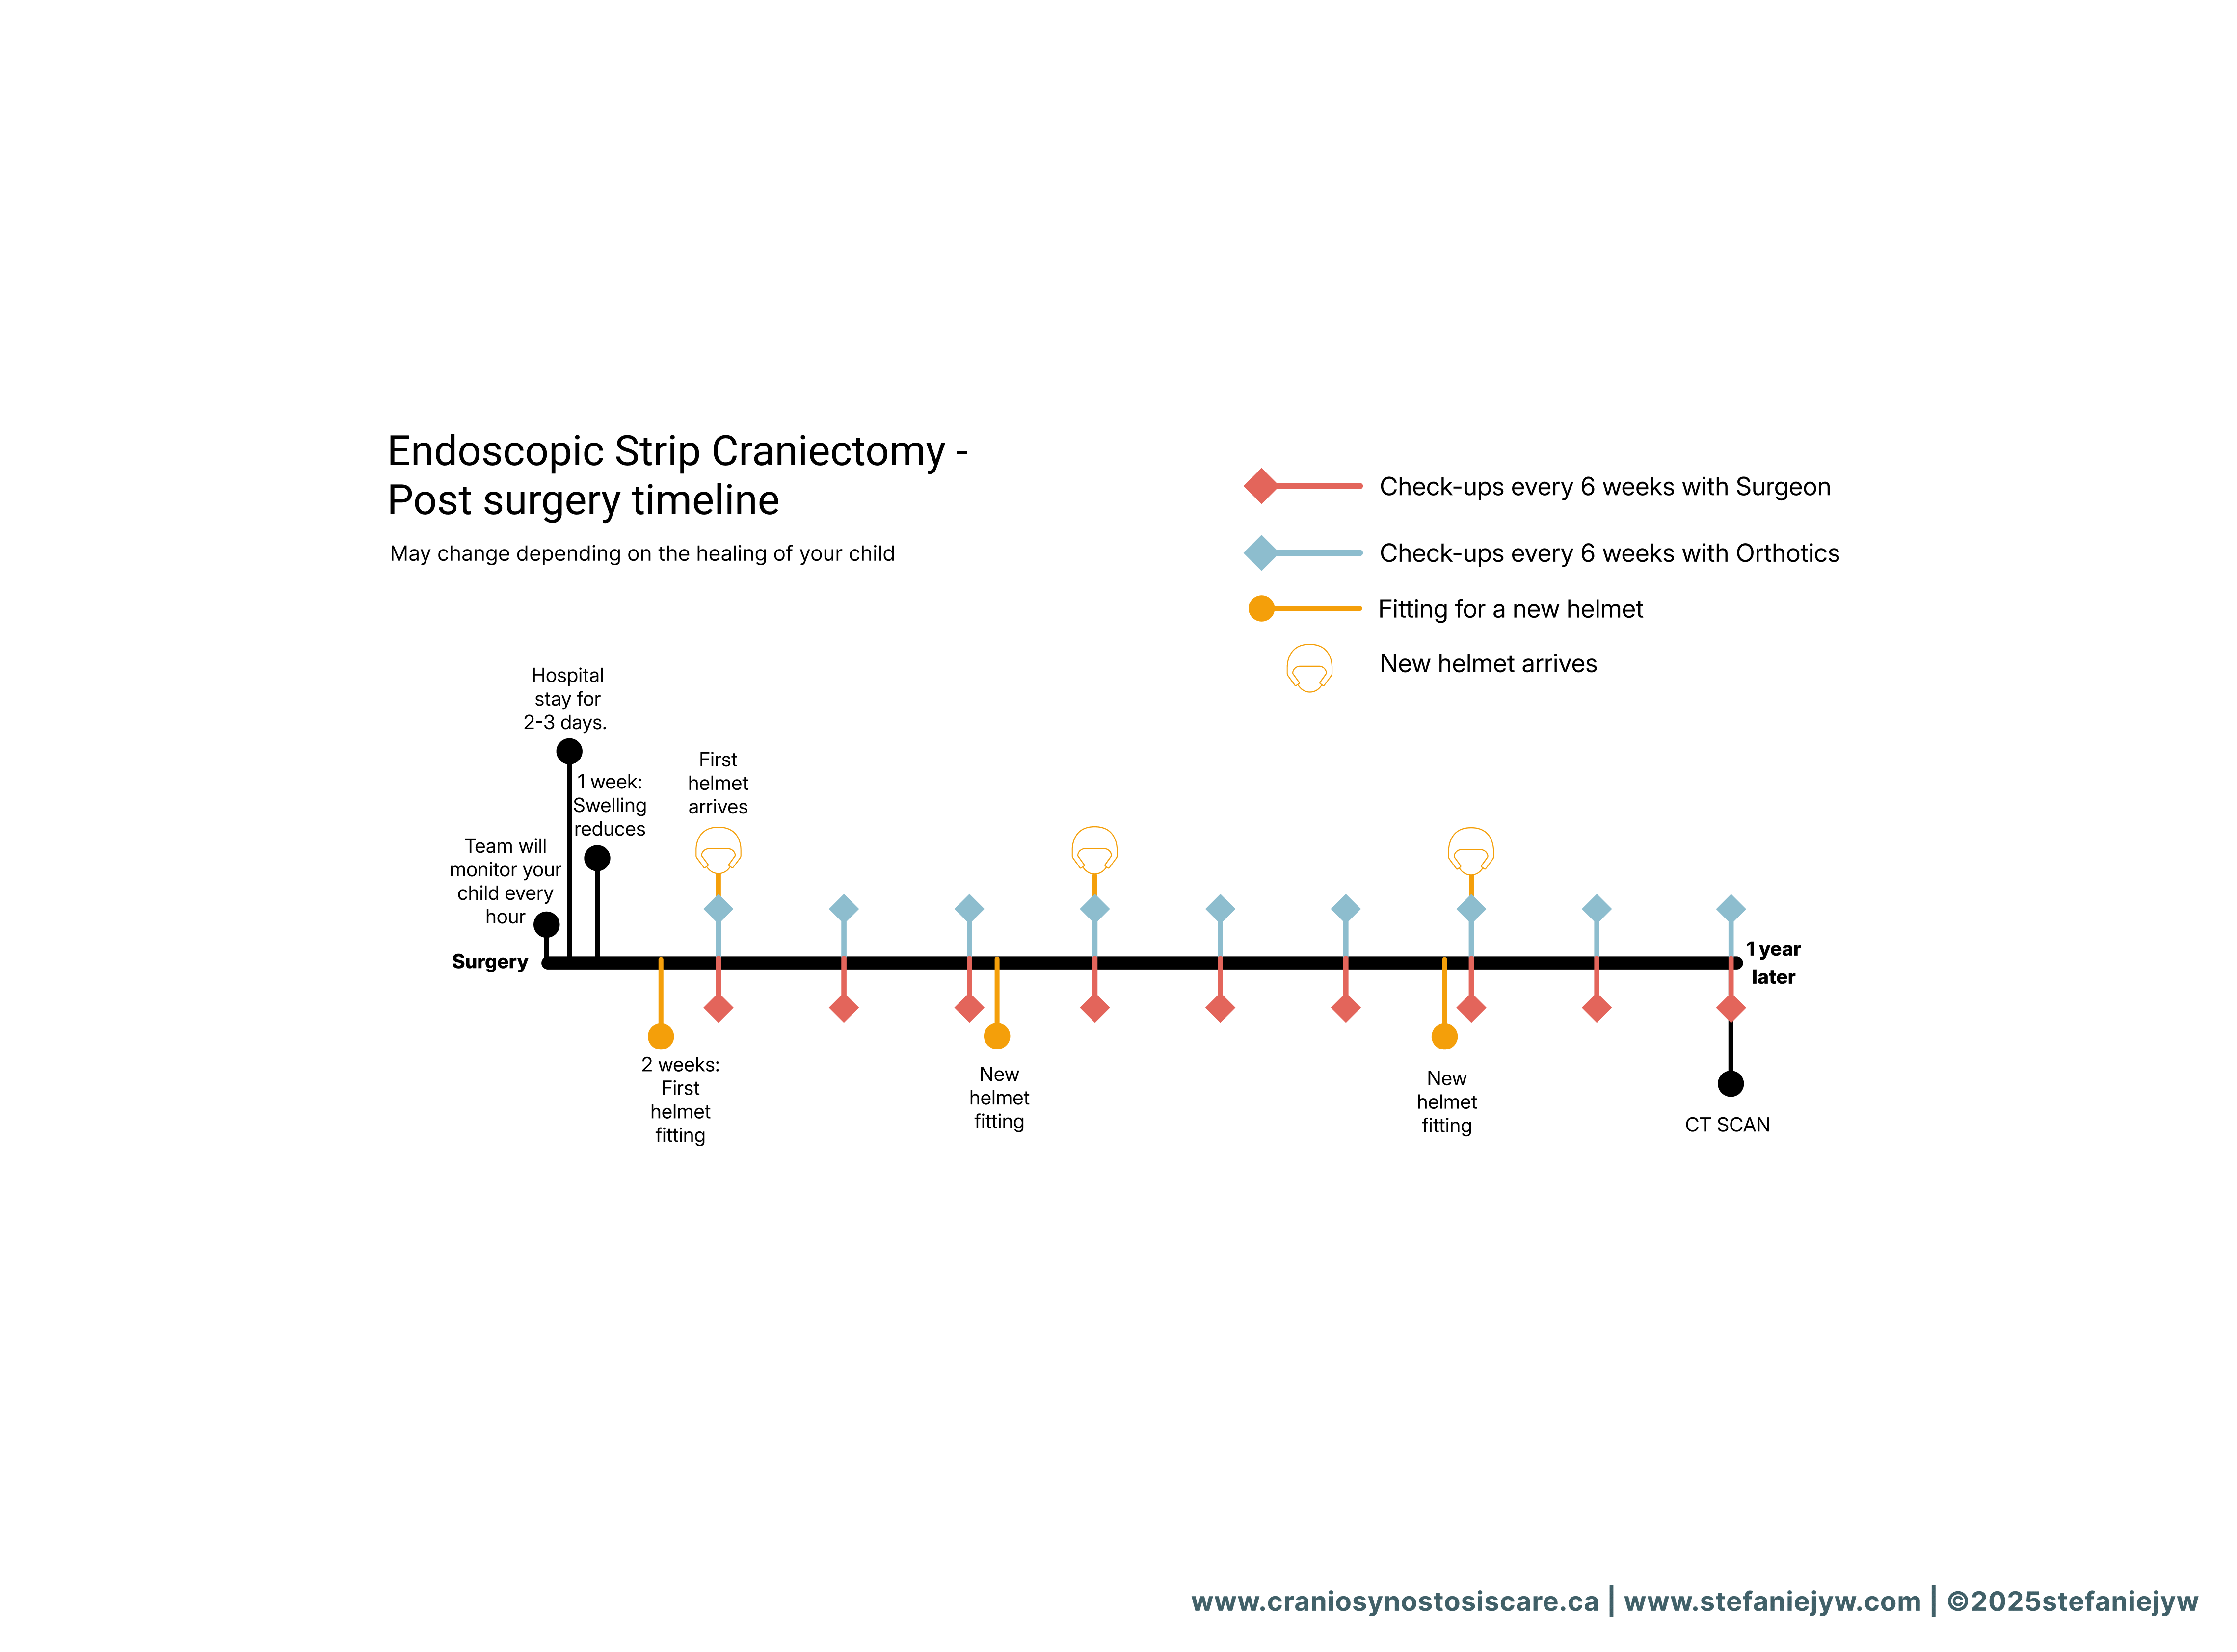 Endoscopic Strip Craniectomy -
Post surgery timeline
May change depending on the healing of your child
Check-ups every 6 weeks with Surgeon
Check-ups every 6 weeks with Orthotics
Fitting for a new helmet
New helmet arrives
Hospital
stay for
2-3 days.
1 week:
Swelling
reduces
First
helmet
arrives
Team will
monitor your
child every
hour
Surgery
1 year
later
2 weeks:
First
helmet
fitting
New
helmet
fitting
New
helmet
fitting
CT SCAN
www.craniosynostosiscare.ca | www.stefaniejyw.com | ©2025stefaniejyw